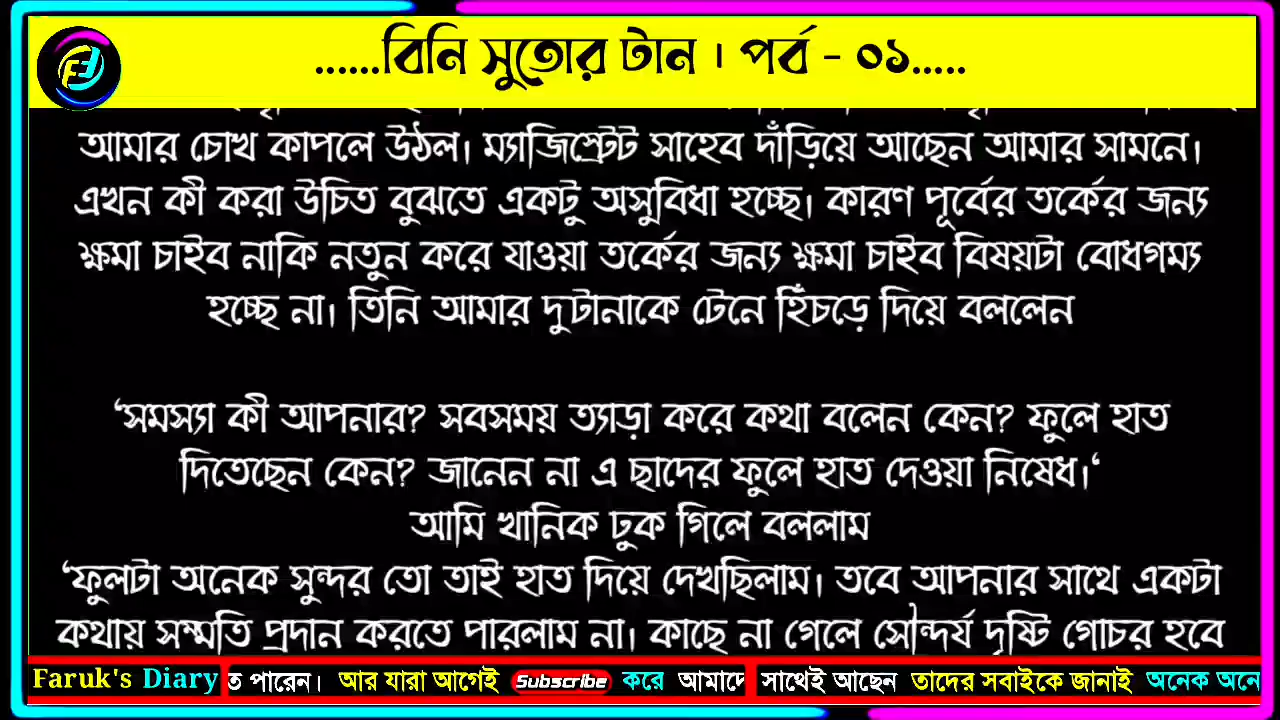 ......বিনি সুতোর টান । পর্ব - ০১.....
আমার চোখ কাপলে উঠল। ম্যাজিস্ট্রেট সাহেব দাঁড়িয়ে আছেন আমার সামনে।
এখন কী করা উচিত বুঝতে একটু অসুবিধা হচ্ছে। কারণ পূর্বের তর্কের জন্য
ক্ষমা চাইব নাকি নতুন করে যাওয়া তর্কের জন্য ক্ষমা চাইব বিষয়টা বোধগম্য
হচ্ছে না। তিনি আমার দুটানাকে টেনে হিঁচড়ে দিয়ে বললেন
‘সমস্যা কী আপনার? সবসময় ত্যাড়া করে কথা বলেন কেন? ফুলে হাত
দিতেছেন কেন? জানেন না এ ছাদের ফুলে হাত দেওয়া নিষেধ।‘
আমি খানিক ঢুক গিলে বললাম
‘ফুলটা অনেক সুন্দর তো তাই হাত দিয়ে দেখছিলাম। তবে আপনার সাথে একটা
কথায় সম্মতি প্রদান করতে পারলাম না। কাছে না গেলে সৌন্দর্য দৃষ্টি গোচর হবে
Faruk's Diary ত পারেন। আর যারা আগেই Subscribe করে আমাদে সাথেই আছেন তাদের সবাইকে জানাই অনেক অনে